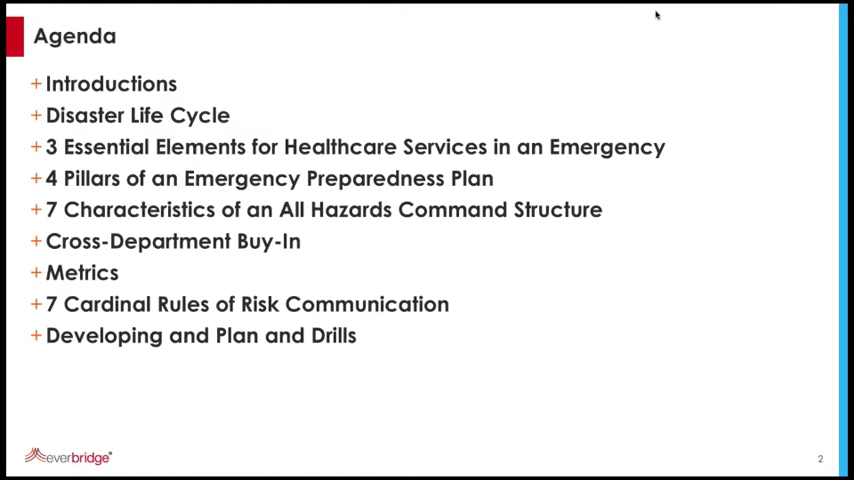 Agenda
+ Introductions
+ Disaster Life Cycle
+ 3 Essential Elements for Healthcare Services in an Emergency
+ 4 Pillars of an Emergency Preparedness Plan
+ 7 Characteristics of an All Hazards Command Structure
+ Cross-Department Buy-In
+ Metrics
+ 7 Cardinal Rules of Risk Communication
+ Developing and Plan and Drills
everbridge®
2